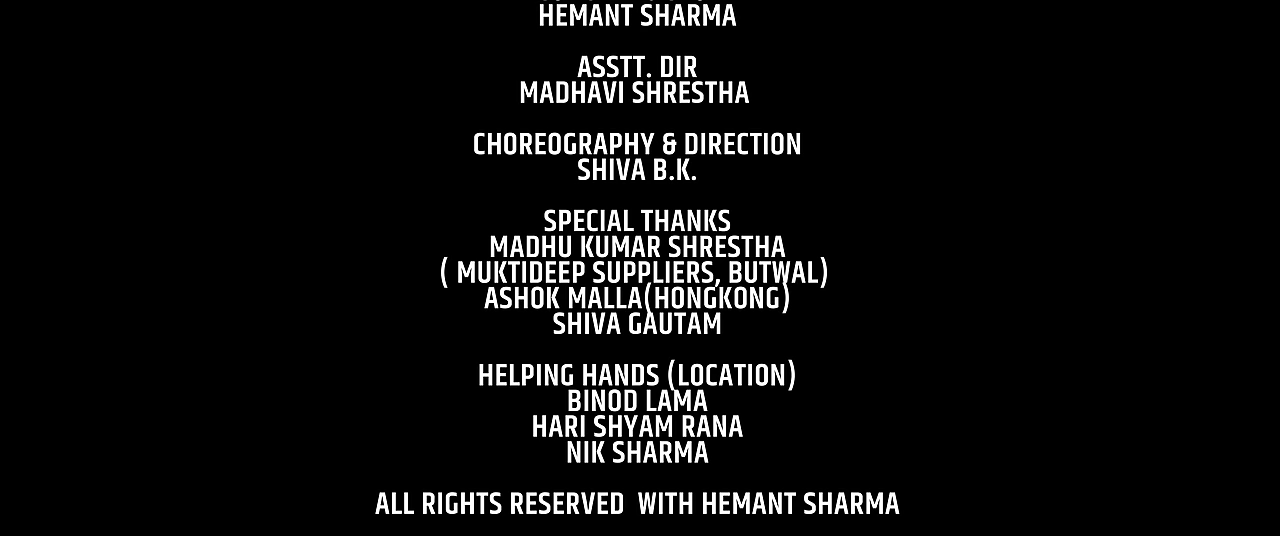 HEMANT SHARMA
ASSTT. DIR
MADHAVI SHRESTHA
CHOREOGRAPHY & DIRECTION
SHIVA B.K.
SPECIAL THANKS
MADHU KUMAR SHRESTHA
( MUKTIDEEP SUPPLIERS, BUTWAL)
ASHOK MALLA(HONGKONG)
SHIVA GAUTAM
HELPING HANDS (LOCATION)
BINOD LAMA
HARI SHYAM RANA
NIK SHARMA
ALL RIGHTS RESERVED  WITH HEMANT SHARMA